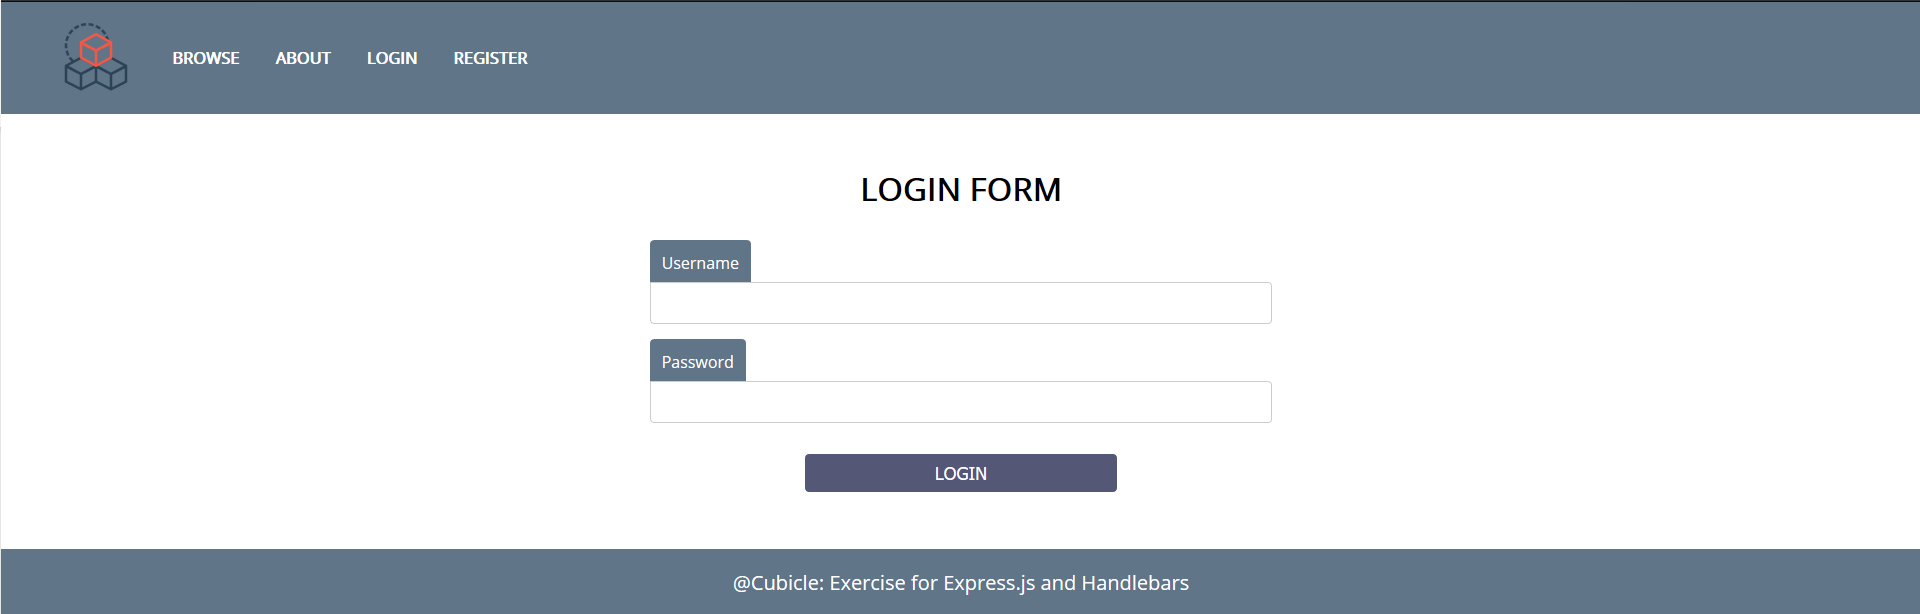 BROWSE ABOUT LOGIN REGISTER
LOGIN FORM
Username
Password
LOGIN
@Cubicle: Exercise for Express.js and Handlebars